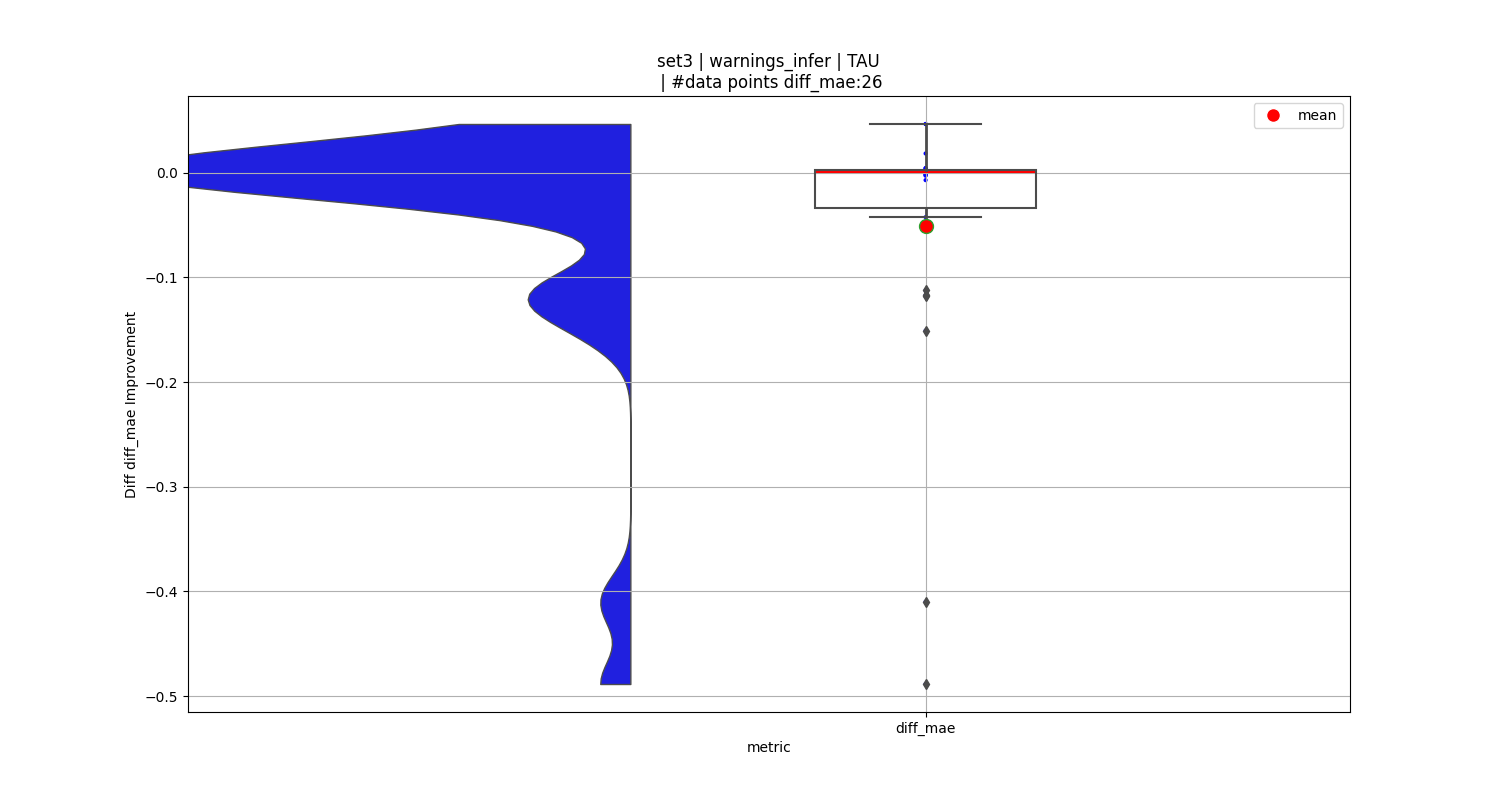 set3 | warnings_infer | TAU
| #data points diff_mae:26
mean
0.0
−0.1
−0.2
−0.3
−0.4
−0.5
Diff diff_mae Improvement
diff_mae
metric